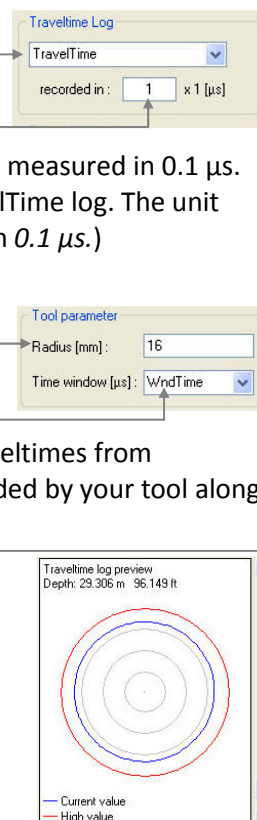 Traveltime Log
TravelTime
recorded in : 1 x 1 [µs]
measured in 0.1 µs.
lTime log. The unit
n 0.1 µs.)
Tool parameter
Radius [mm] : 16
Time window [µs] : WndTime
eltimes from
ded by your tool along
Traveltime log preview
Depth: 29.306 m 96.149 ft
Current value
High value